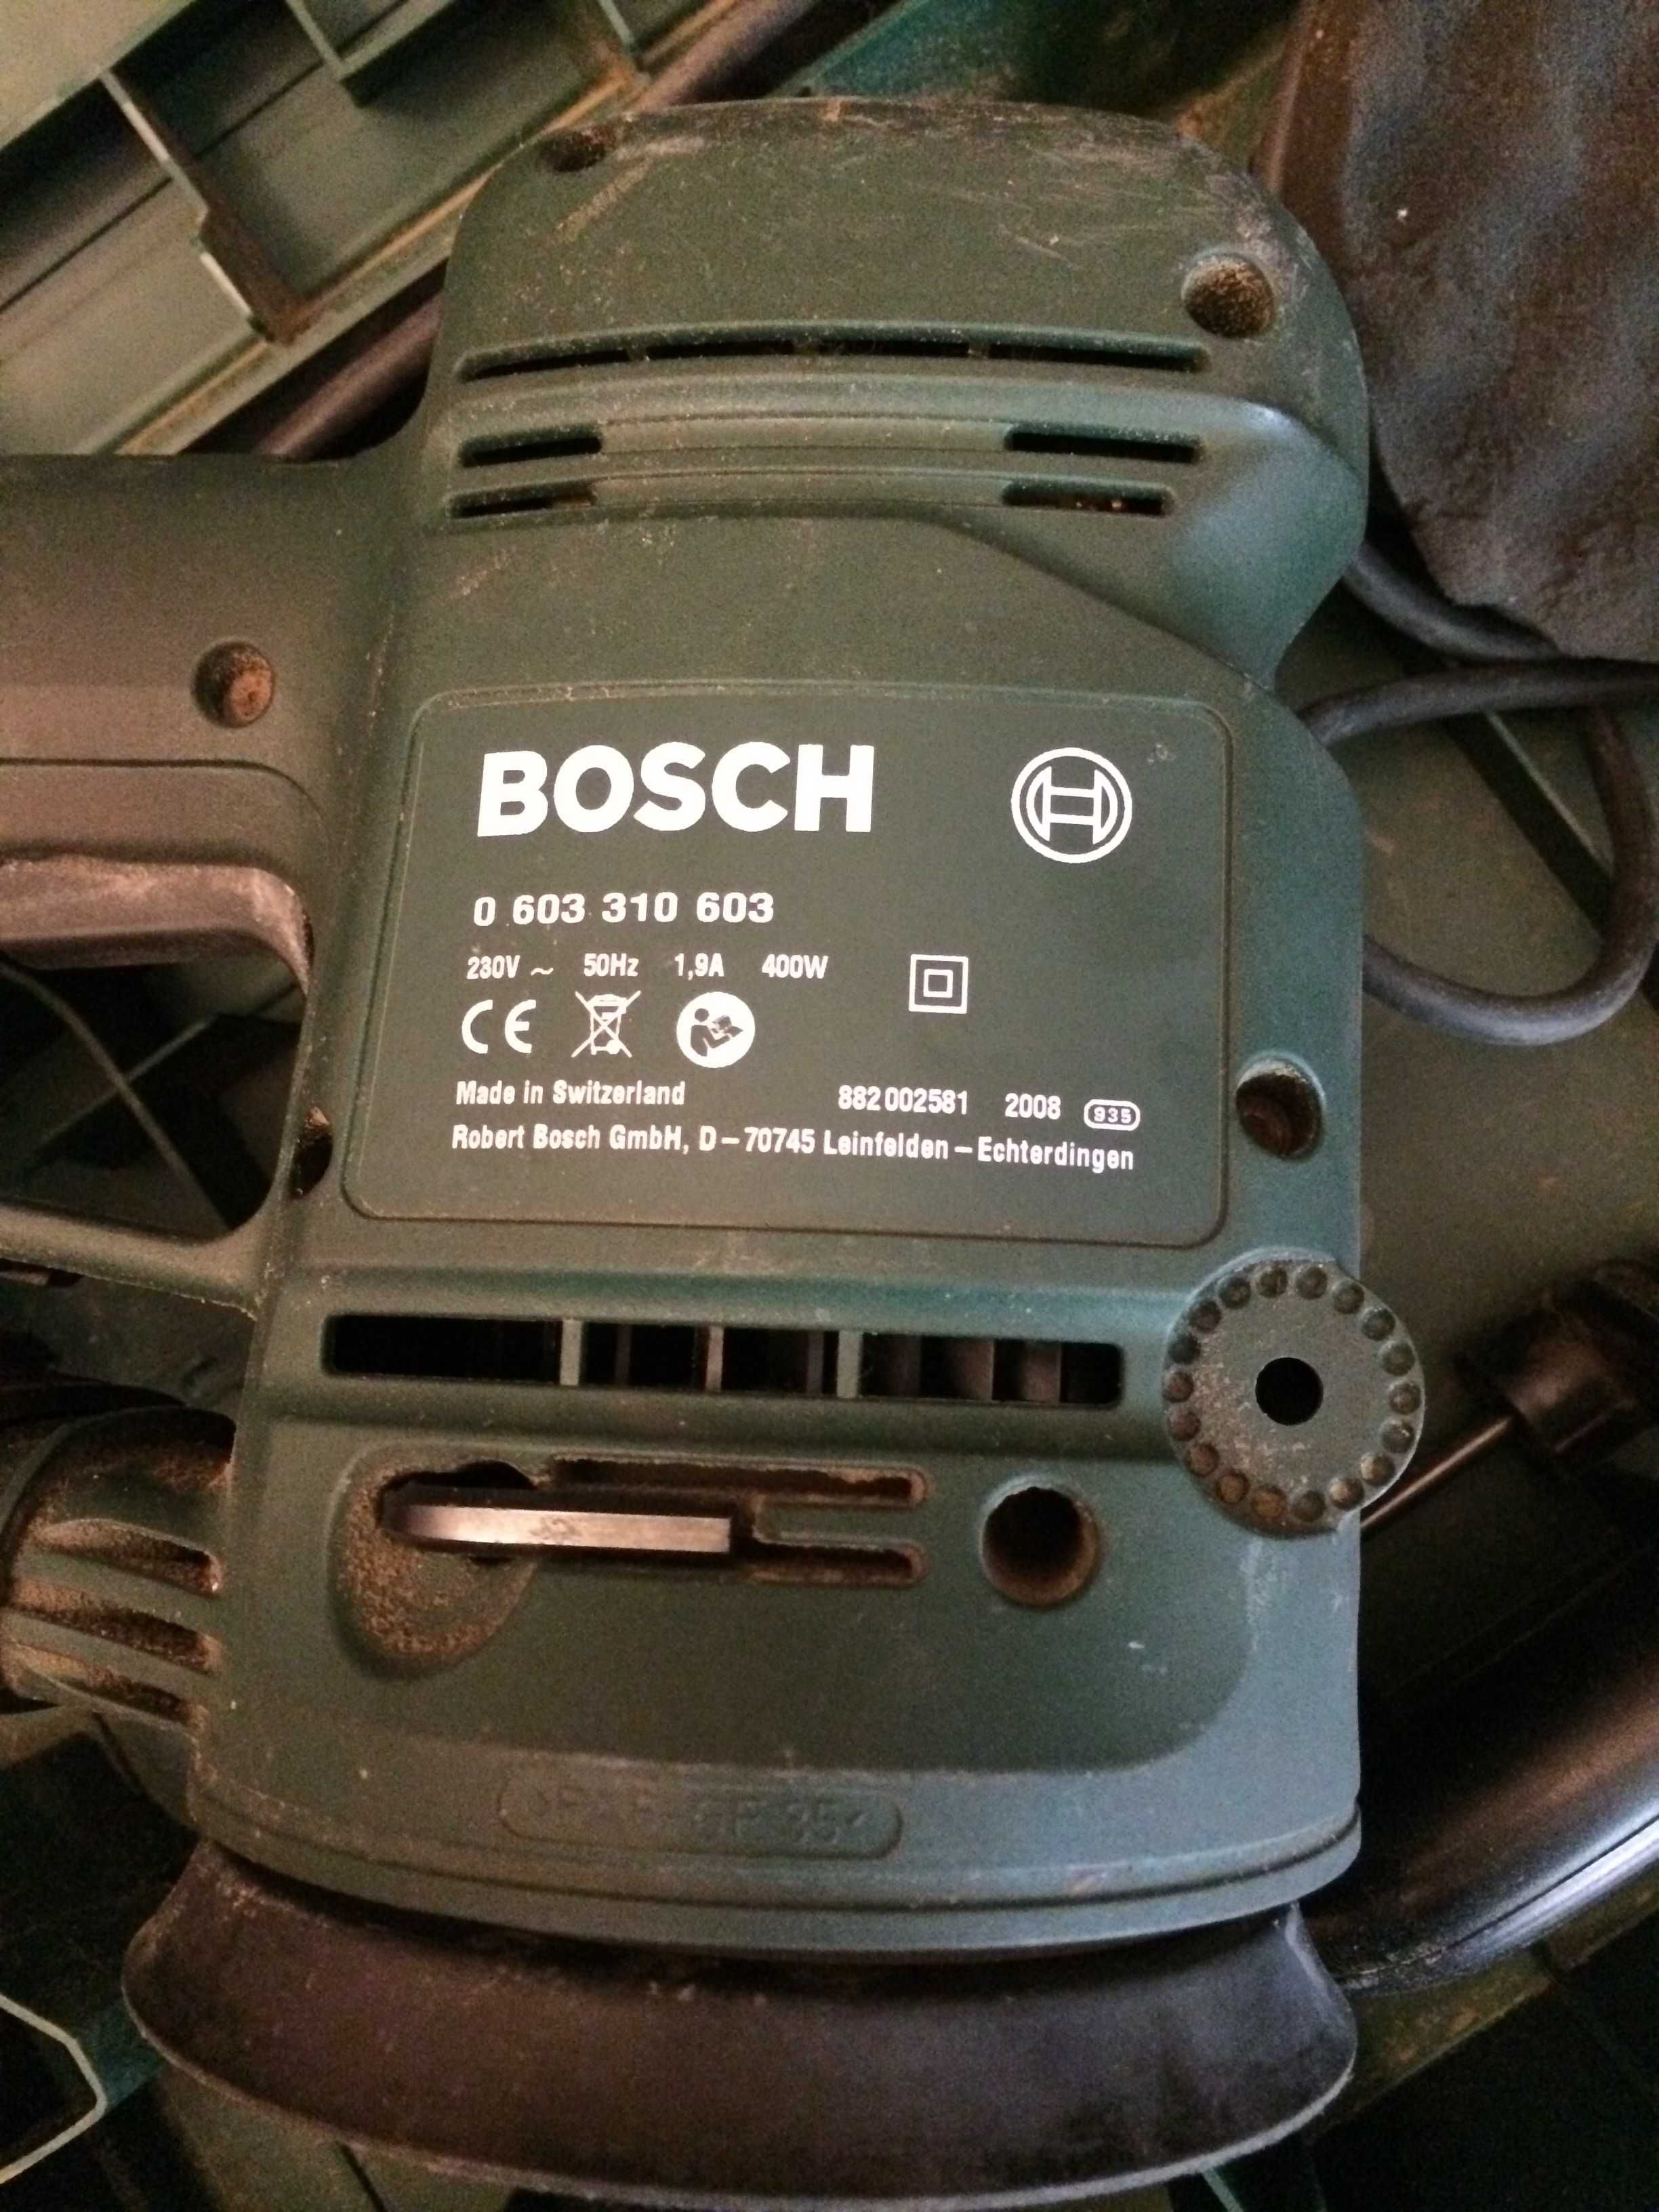 BOSCH
0 603 310 603
230V ~ 50Hz 1,9A 400W
CE
Made in Switzerland 882 002581 2008 935
Robert Bosch GmbH, D-70745 Leinfelden-Echterdingen